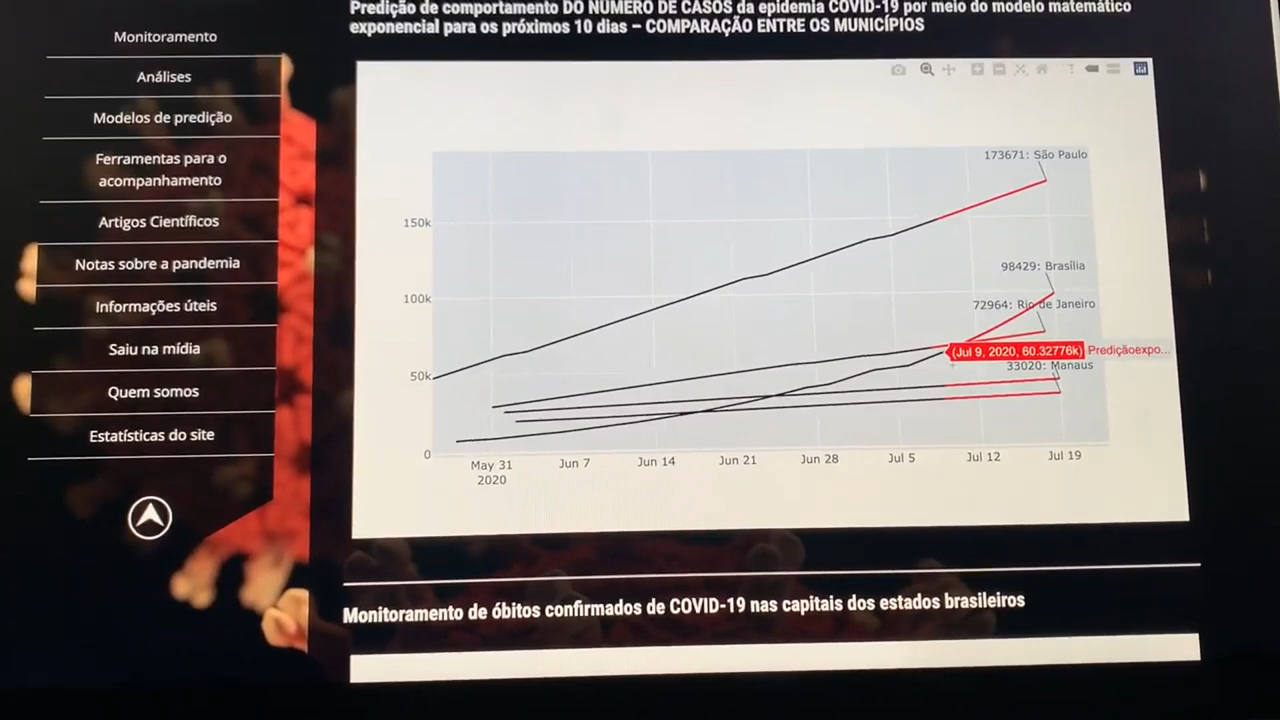 Monitoramento
Análises
Modelos de predição
Ferramentas para o
acompanhamento
Artigos Científicos
Notas sobre a pandemia
Informações úteis
Saiu na mídia
Quem somos
Estatísticas do site
Predição de comportamento DO NÚMERO DE CASOS da epidemia COVID-19 por meio do modelo matemático
exponencial para os próximos 10 dias – COMPARAÇÃO ENTRE OS MUNICÍPIOS
173671: São Paulo
150k
98429: Brasília
100k
72964: Rio de Janeiro
(Jul 9, 2020, 60.32776k) Prediçãoexpo...
33020: Manaus
50k
0
May 31 Jun 7 Jun 14 Jun 21 Jun 28 Jul 5 Jul 12 Jul 19
2020
Monitoramento de óbitos confirmados de COVID-19 nas capitais dos estados brasileiros